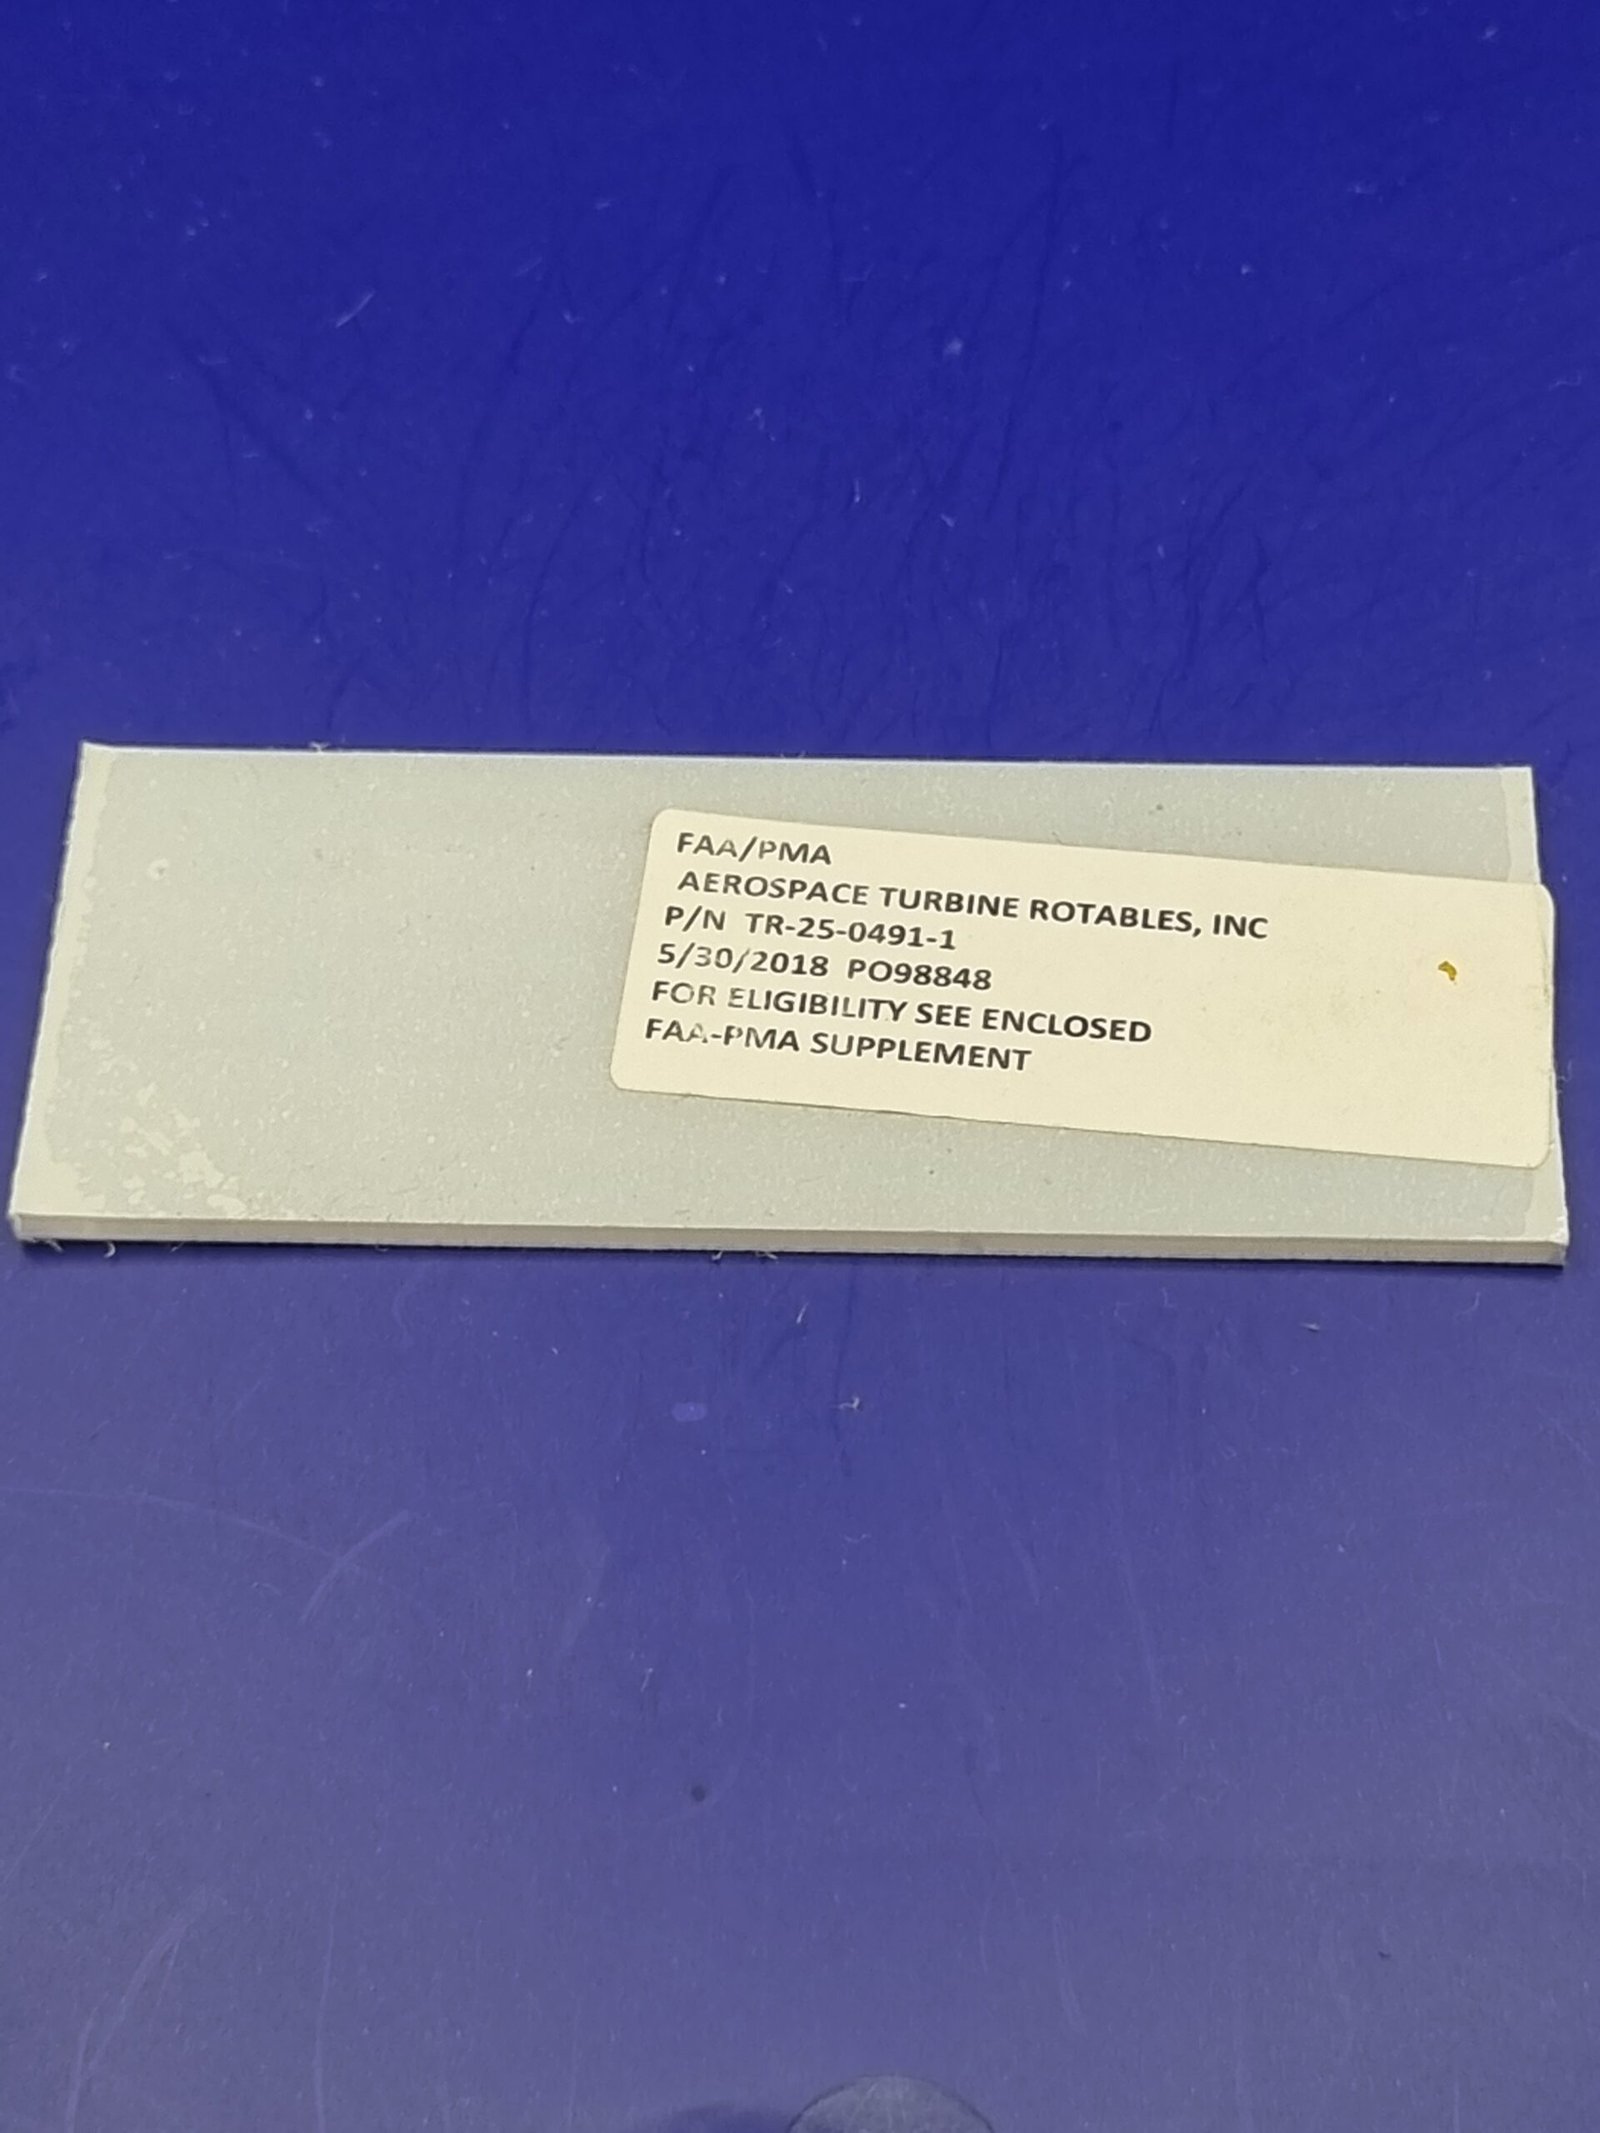 FAA/PMA
AEROSPACE TURBINE ROTABLES, INC
P/N TR-25-0491-1
5/30/2018 PO98848
FOR ELIGIBILITY SEE ENCLOSED
FAA-PMA SUPPLEMENT